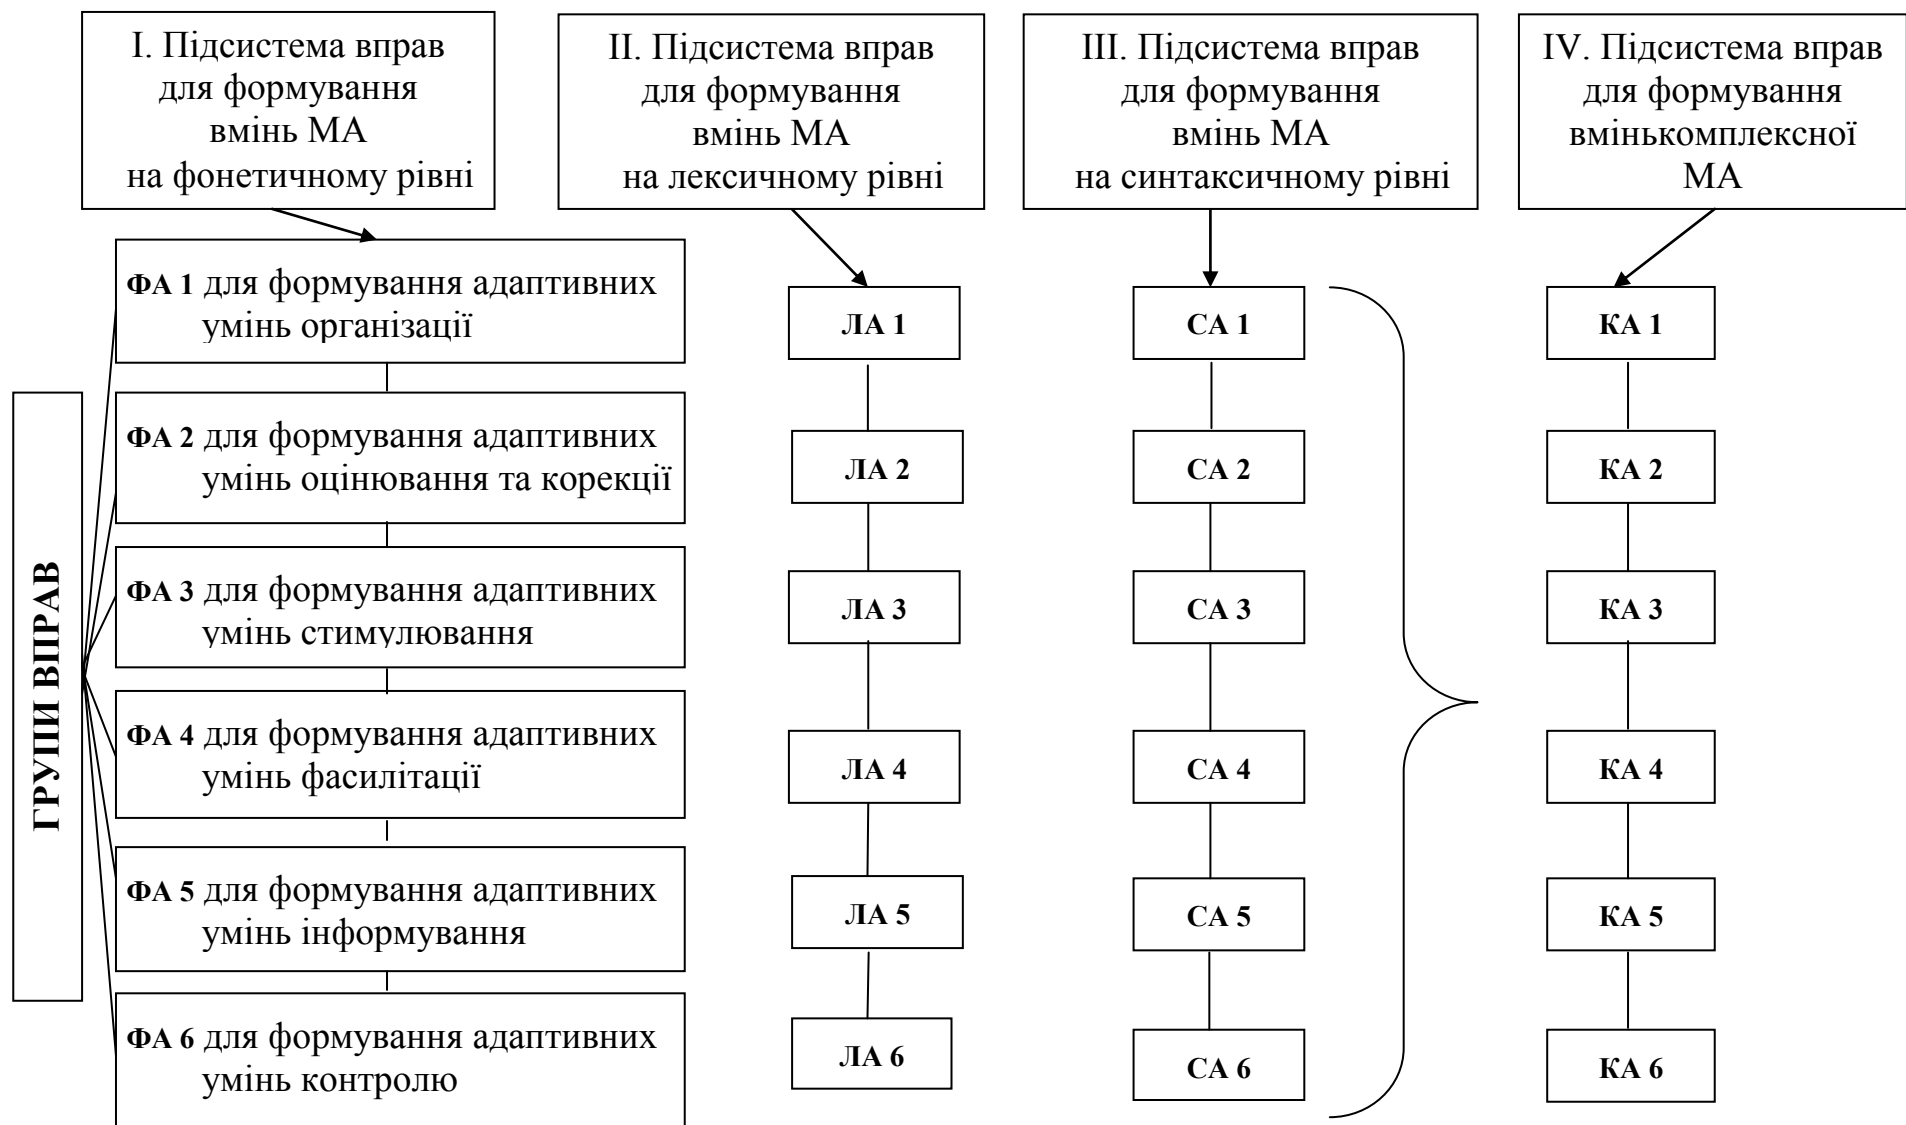 І. Підсистема вправ
для формування
вмінь МА
на фонетичному рівні
ІІ. Підсистема вправ
для формування
вмінь МА
на лексичному рівні
ІІІ. Підсистема вправ
для формування
вмінь МА
на синтаксичному рівні
ІV. Підсистема вправ
для формування
вмінькомплексної
МА
ГРУПИ ВПРАВ
ФА 1 для формування адаптивних
умінь організації
ФА 2 для формування адаптивних
умінь оцінювання та корекції
ФА 3 для формування адаптивних
умінь стимулювання
ФА 4 для формування адаптивних
умінь фасилітації
ФА 5 для формування адаптивних
умінь інформування
ФА 6 для формування адаптивних
умінь контролю
ЛА 1
ЛА 2
ЛА 3
ЛА 4
ЛА 5
ЛА 6
СА 1
СА 2
СА 3
СА 4
СА 5
СА 6
КА 1
КА 2
КА 3
КА 4
КА 5
КА 6